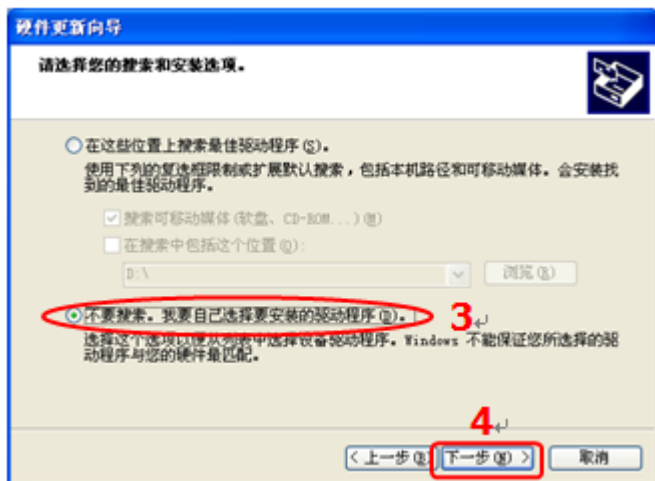 硬件更新向导
请选择您的搜索和安装选项。
在这些位置上搜索最佳驱动程序(S)。
使用下列的复选框限制或扩展默认搜索，包括本机路径和可移动媒体。会安装找
到的最佳驱动程序。
搜索可移动媒体(软盘、CD-ROM...)(M)
在搜索中包括这个位置(O):
D:\
浏览(R)
不要搜索。我要自己选择要安装的驱动程序(D)。
3
选择这个选项以便从列表中选择设备驱动程序。Windows 不能保证您所选择的驱
动程序与您的硬件最匹配。
4
<上一步(B)
下一步(N) >
取消